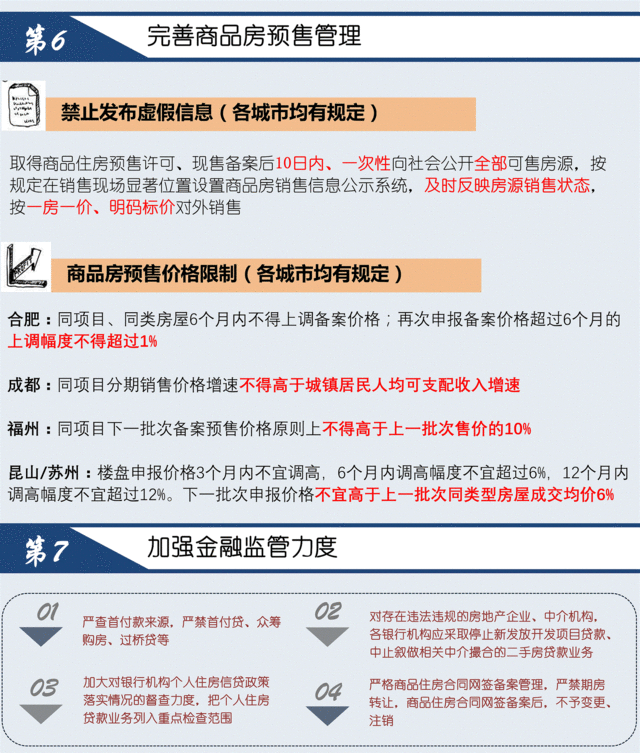 第6
完善商品房预售管理
禁止发布虚假信息（各城市均有规定）
取得商品住房预售许可、现售备案后10日内、一次性向社会公开全部可售房源，按
规定在销售现场显著位置设置商品房销售信息公示系统，及时反映房源销售状态，
按一房一价、明码标价对外销售
商品房预售价格限制（各城市均有规定）
合肥：同项目、同类房屋6个月内不得上调备案价格；再次申报备案价格超过6个月的
上调幅度不得超过1%
成都：同项目分期销售价格增速不得高于城镇居民人均可支配收入增速
福州：同项目下一批次备案预售价格原则上不得高于上一批次售价的10%
昆山/苏州：楼盘申报价格3个月内不宜调高，6个月内调高幅度不宜超过6%，12个月内
调高幅度不宜超过12%。下一批次申报价格不宜高于上一批次同类型房屋成交均价6%
第7
加强金融监管力度
01
严查首付款来源，严禁首付贷、众筹
购房、过桥贷等
02
对存在违法违规的房地产企业、中介机构，
各银行机构应采取停止新发放开发项目贷款、
中止叙做相关中介撮合的二手房贷款业务
03
加大对银行机构个人住房信贷政策
落实情况的督查力度，把个人住房
贷款业务列入重点检查范围
04
严格商品住房合同网签备案管理，严禁期房
转让，商品住房合同网签备案后，不予变更、
注销